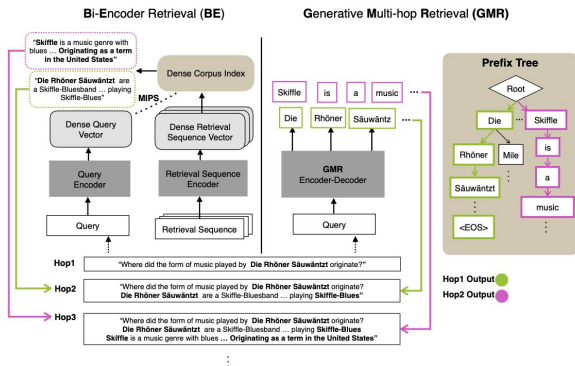 Bi-Encoder Retrieval (BE)
"Skiffle is a music genre with
blues ... Originating as a term
in the United States"
"Die Rhöner Säuwäntzt are
a Skiffle-Bluesband ... playing
Skiffle-Blues"
Dense Corpus Index
MIPS
Dense Query
Vector
Dense Retrieval
Sequence Vector
Query
Encoder
Retrieval Sequence
Encoder
Query
Retrieval Sequence
Generative Multi-hop Retrieval (GMR)
Skiffle is a music ...
Die Rhöner Säuwäntz ...
GMR
Encoder-Decoder
Query
Prefix Tree
Root
Die ... Skiffle
Rhöner Mile is
Säuwäntzt a
<EOS> music
Hop1 Output
Hop2 Output
Hop1
"Where did the form of music played by Die Rhöner Säuwäntzt originate?"
Hop2
"Where did the form of music played by Die Rhöner Säuwäntzt originate?
Die Rhöner Säuwäntzt are a Skiffle-Bluesband ... playing Skiffle-Blues"
Hop3
"Where did the form of music played by Die Rhöner Säuwäntzt originate?
Die Rhöner Säuwäntzt are a Skiffle-Bluesband ... playing Skiffle-Blues
Skiffle is a music genre with blues ... Originating as a term in the United States"